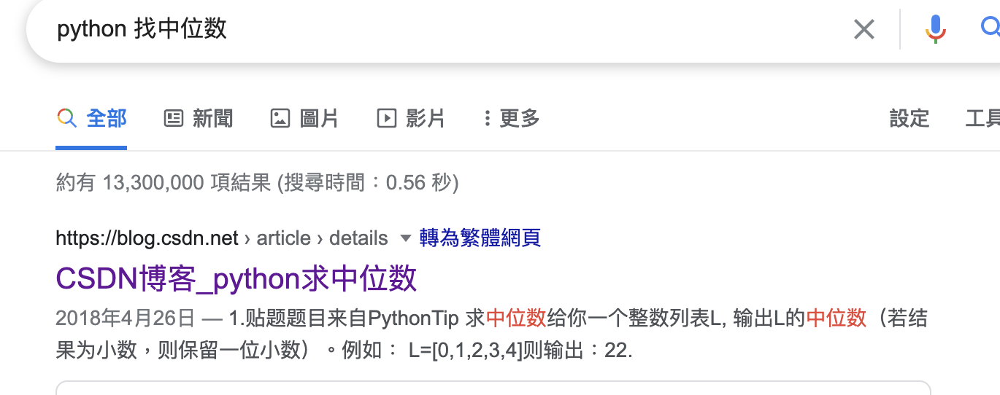 python 找中位数
全部 新聞 圖片 影片 更多 設定 工具
約有 13,300,000 項結果 (搜尋時間：0.56 秒)
https://blog.csdn.net › article › details 轉為繁體網頁
CSDN博客_python求中位数
2018年4月26日 — 1.贴题题目来自PythonTip 求中位数给你一个整数列表L, 输出L的中位数（若结
果为小数，则保留一位小数）。例如： L=[0,1,2,3,4]则输出：22.